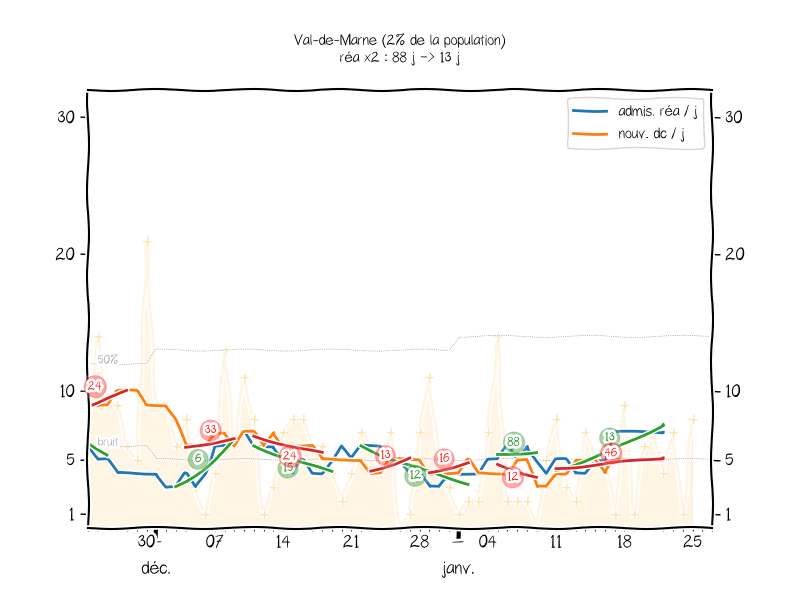 Val-de-Marne (2% de la population)
réa x2 : 88 j -> 13 j
admis. réa / j
nouv. dc / j
30 30
20 20
10 10
5 5
1 1
50%
bruit
24
33
6
24
13
12
16
88
12
13
46
30 07 14 21 28 04 11 18 25
déc. janv.